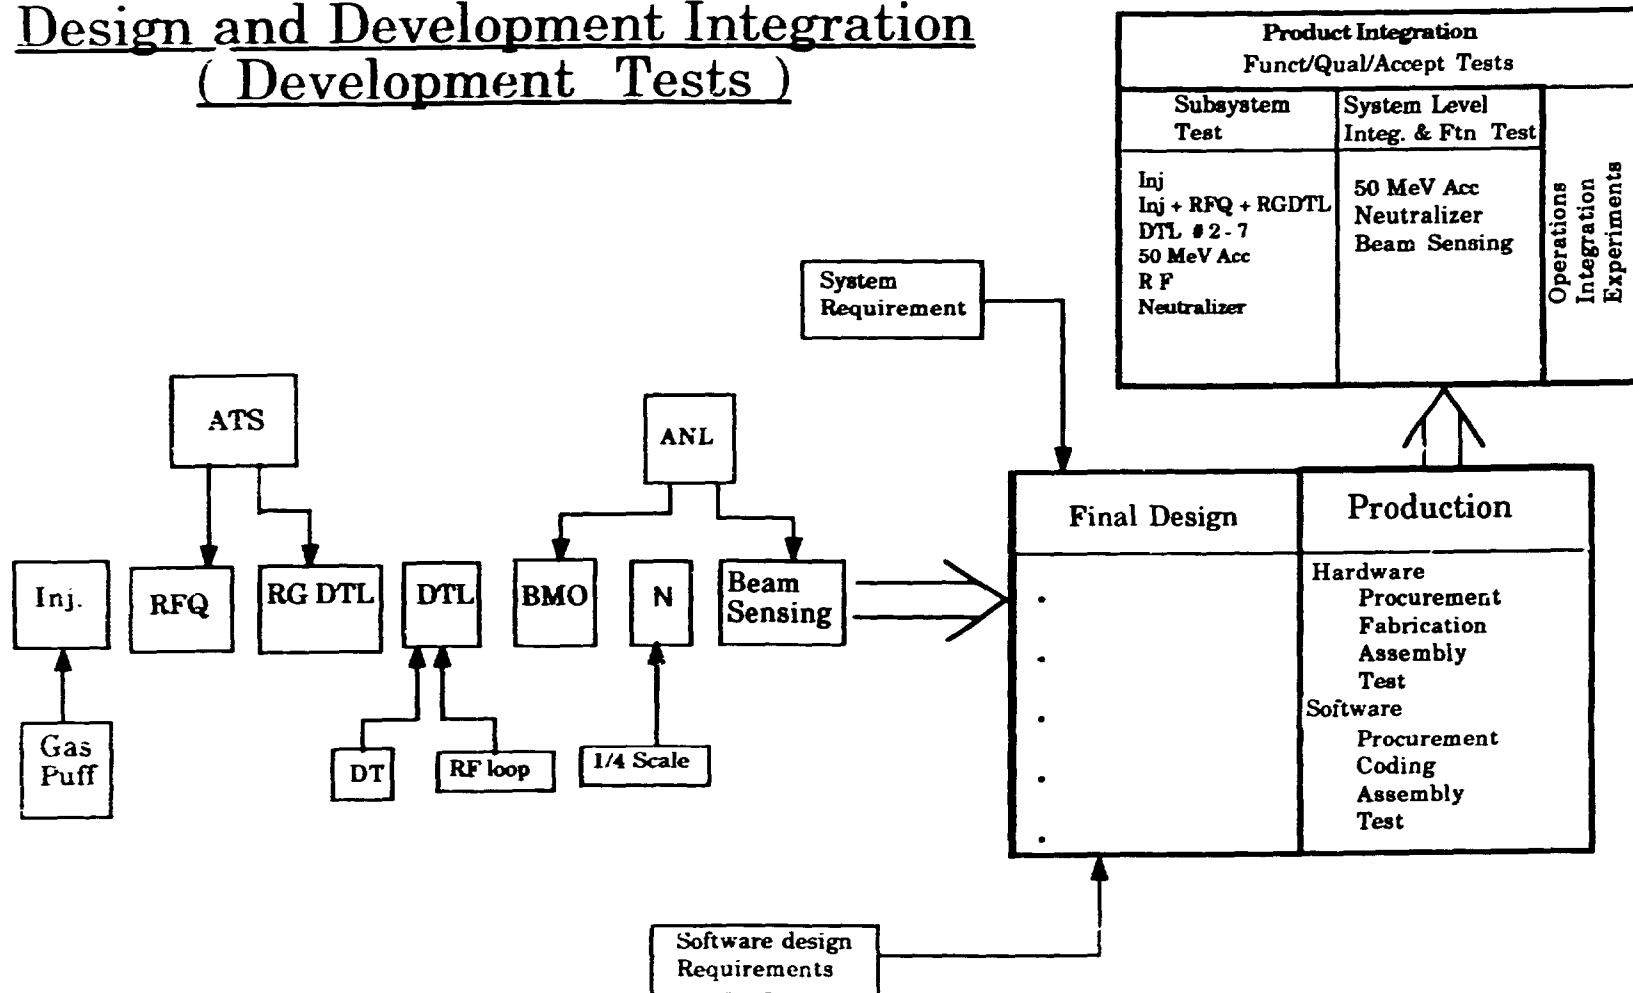 Design and Development Integration
( Development Tests )
Product Integration
Funct/Qual/Accept Tests
Subsystem
Test
System Level
Integ. & Ftn Test
Inj
Inj + RFQ + RGDTL
DTL #2-7
50 MeV Acc
R F
Neutralizer
50 MeV Acc
Neutralizer
Beam Sensing
Operations
Integration
Experiments
System
Requirement
ATS
ANL
Inj.
RFQ
RG DTL
DTL
BMO
N
Beam
Sensing
Gas
Puff
DT
RF loop
1/4 Scale
Final Design
Production
Hardware
Procurement
Fabrication
Assembly
Test
Software
Procurement
Coding
Assembly
Test
Software design
Requirements